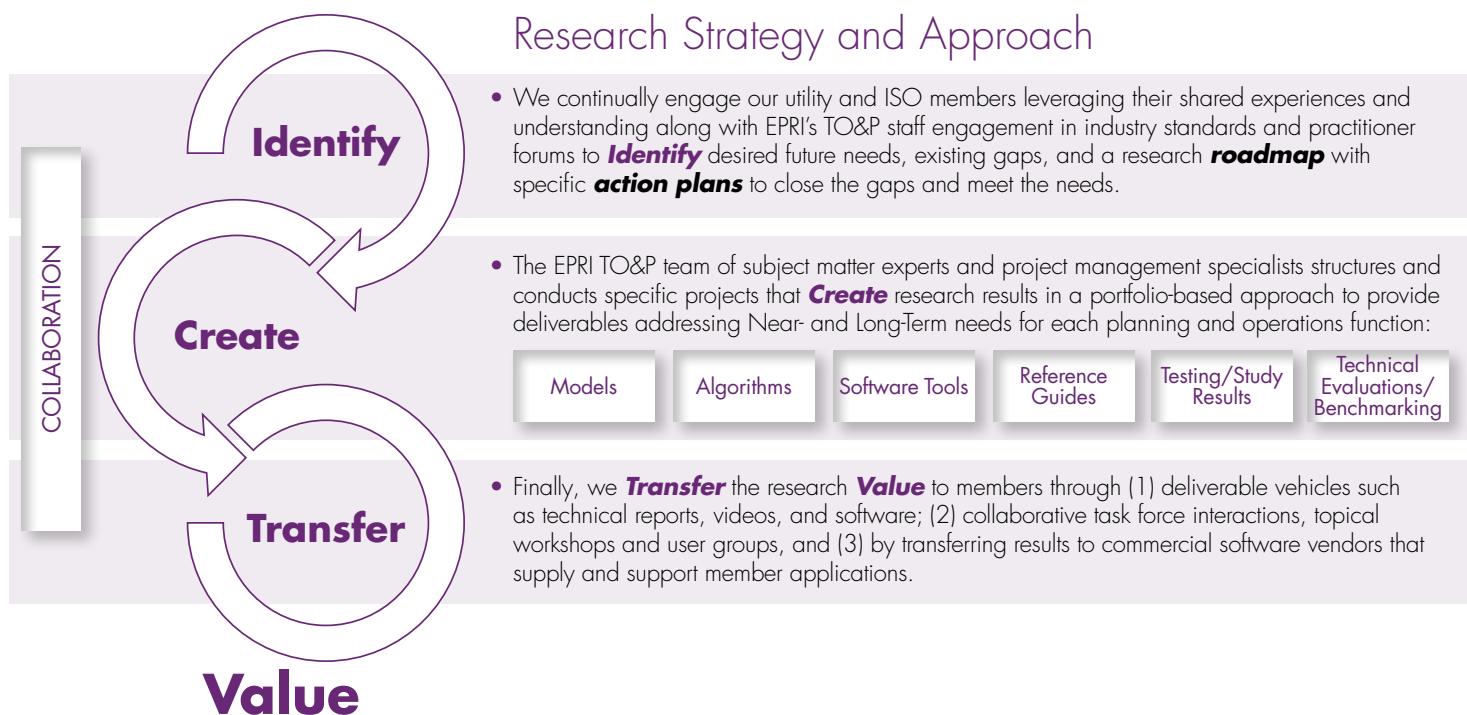 Research Strategy and Approach
COLLABORATION
Identify
• We continually engage our utility and ISO members leveraging their shared experiences and
understanding along with EPRI's TO&P staff engagement in industry standards and practitioner
forums to Identify desired future needs, existing gaps, and a research roadmap with
specific action plans to close the gaps and meet the needs.
Create
• The EPRI TO&P team of subject matter experts and project management specialists structures and
conducts specific projects that Create research results in a portfolio-based approach to provide
deliverables addressing Near- and Long-Term needs for each planning and operations function:
Models
Algorithms
Software Tools
Reference
Guides
Testing/Study
Results
Technical
Evaluations/
Benchmarking
Transfer
• Finally, we Transfer the research Value to members through (1) deliverable vehicles such
as technical reports, videos, and software; (2) collaborative task force interactions, topical
workshops and user groups, and (3) by transferring results to commercial software vendors that
supply and support member applications.
Value